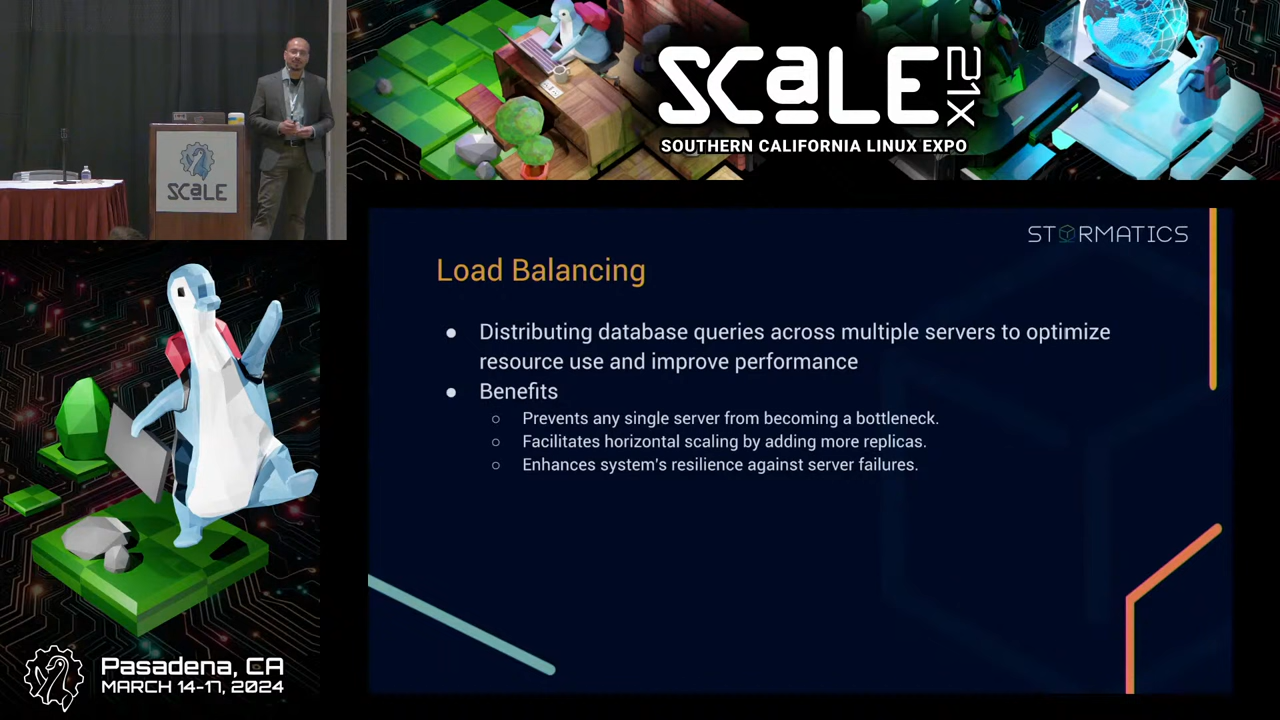 SCaLE 21X
SOUTHERN CALIFORNIA LINUX EXPO
SCaLE
STORMATICS
Load Balancing
● Distributing database queries across multiple servers to optimize
resource use and improve performance
● Benefits
○ Prevents any single server from becoming a bottleneck.
○ Facilitates horizontal scaling by adding more replicas.
○ Enhances system's resilience against server failures.
Pasadena, CA
MARCH 14-17, 2024